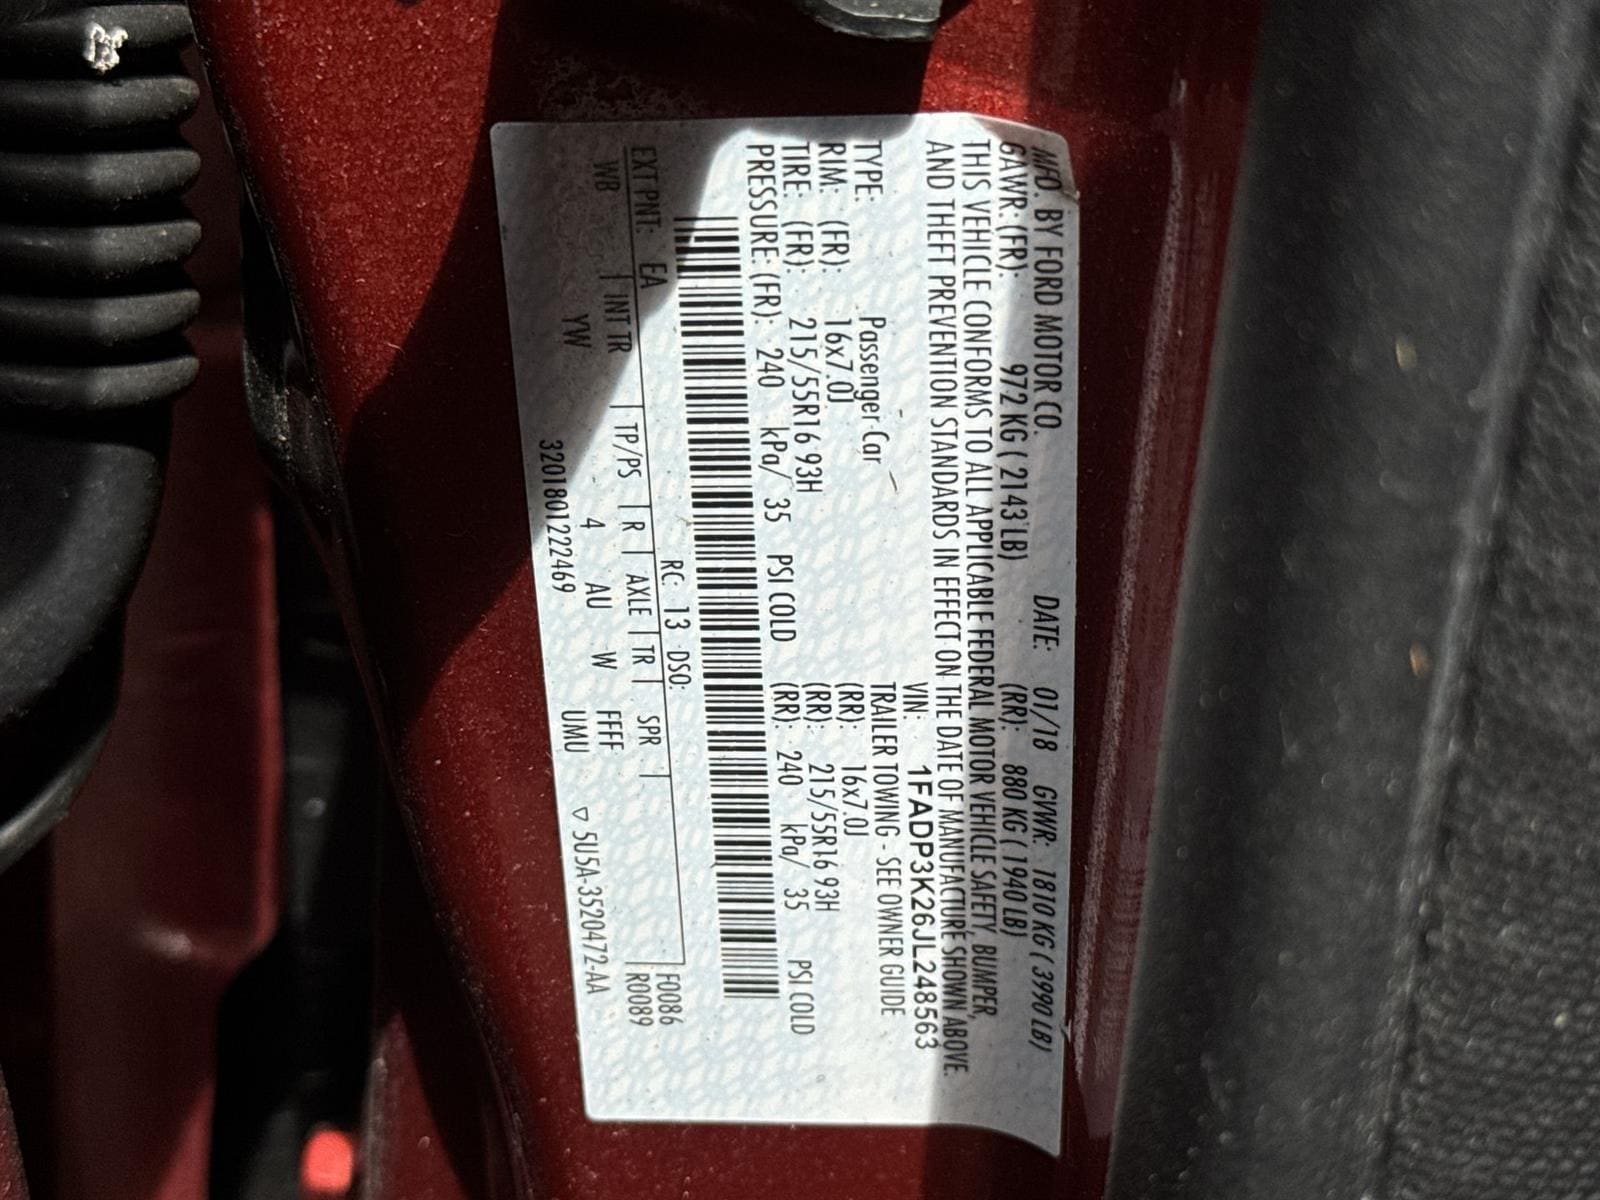 MFD. BY FORD MOTOR CO. DATE: 01/18 GVWR: 1810 KG ( 3990 LB)
GAWR: (FR): 972 KG ( 2143 LB) (RR): 880 KG ( 1940 LB)
THIS VEHICLE CONFORMS TO ALL APPLICABLE FEDERAL MOTOR VEHICLE SAFETY, BUMPER,
AND THEFT PREVENTION STANDARDS IN EFFECT ON THE DATE OF MANUFACTURE SHOWN ABOVE.
VIN: 1FADP3K26JL248563
TYPE: Passenger Car TRAILER TOWING - SEE OWNER GUIDE
RIM: (FR): 16x7.0J (RR): 16x7.0J
TIRE: (FR): 215/55R16 93H (RR): 215/55R16 93H
PRESSURE: (FR): 240 kPa/ 35 PSI COLD (RR): 240 kPa/ 35 PSI COLD
RC: 13 DSO: F0086
EXT PNT: EA INT TR TP/PS R AXLE TR SPR R0089
WB YW 4 AU W FFFF
3201801222469 UMU ▽ 5U5A-3520472-AA